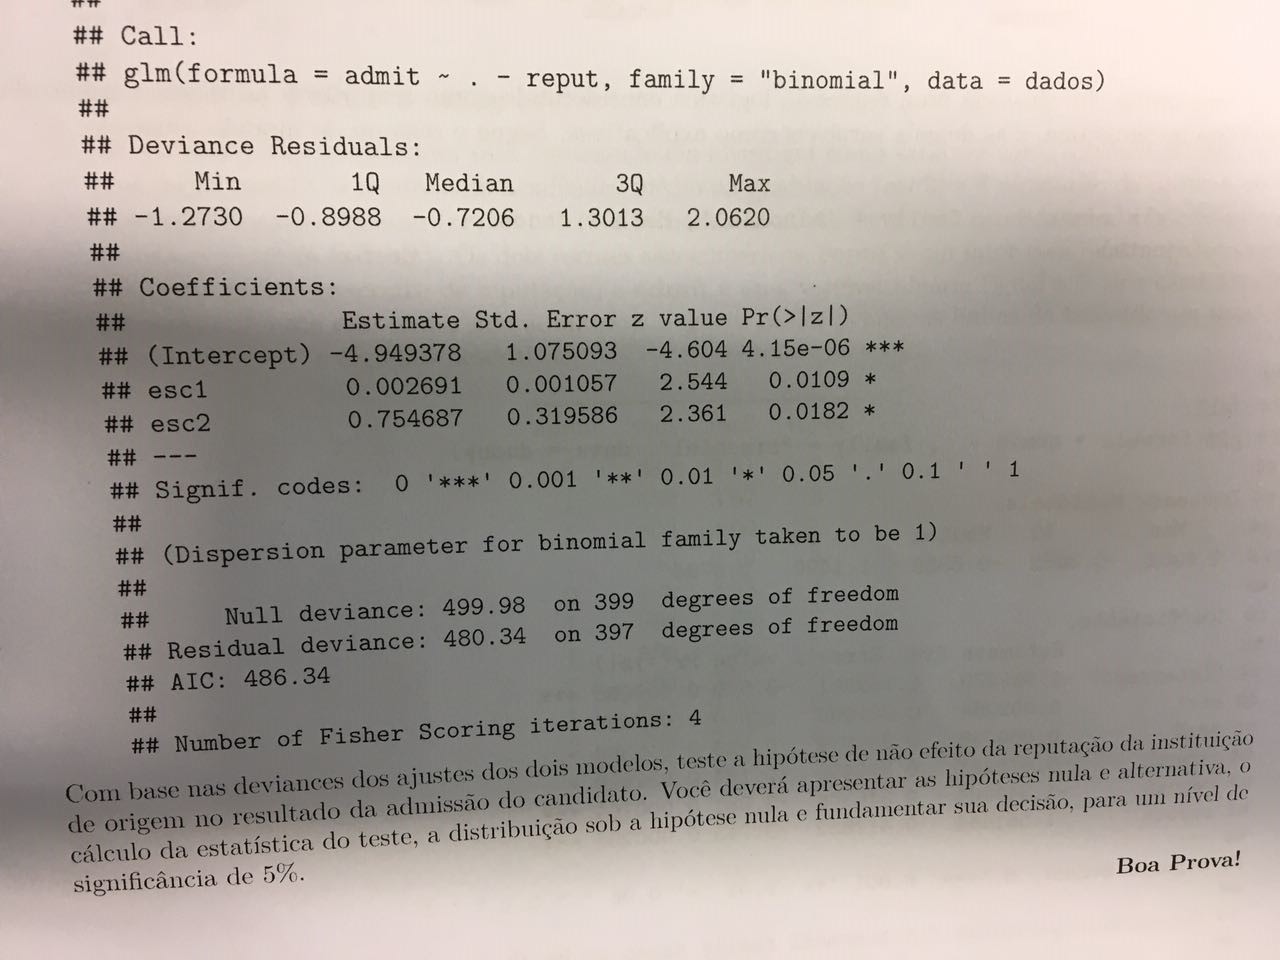 ##
## Call:
## glm(formula = admit ~ . - reput, family = "binomial", data = dados)
##
## Deviance Residuals:
## Min 1Q Median 3Q Max
## -1.2730 -0.8988 -0.7206 1.3013 2.0620
##
## Coefficients:
## Estimate Std. Error z value Pr(>|z|)
## (Intercept) -4.949378 1.075093 -4.604 4.15e-06 ***
## esc1 0.002691 0.001057 2.544 0.0109 *
## esc2 0.754687 0.319586 2.361 0.0182 *
## ---
## Signif. codes: 0 '***' 0.001 '**' 0.01 '*' 0.05 '.' 0.1 ' ' 1
##
## (Dispersion parameter for binomial family taken to be 1)
##
## Null deviance: 499.98 on 399 degrees of freedom
## Residual deviance: 480.34 on 397 degrees of freedom
## AIC: 486.34
##
## Number of Fisher Scoring iterations: 4
Com base nas deviances dos ajustes dos dois modelos, teste a hipótese de não efeito da reputação da instituição
de origem no resultado da admissão do candidato. Você deverá apresentar as hipóteses nula e alternativa, o
cálculo da estatística do teste, a distribuição sob a hipótese nula e fundamentar sua decisão, para um nível de
significância de 5%.
Boa Prova!